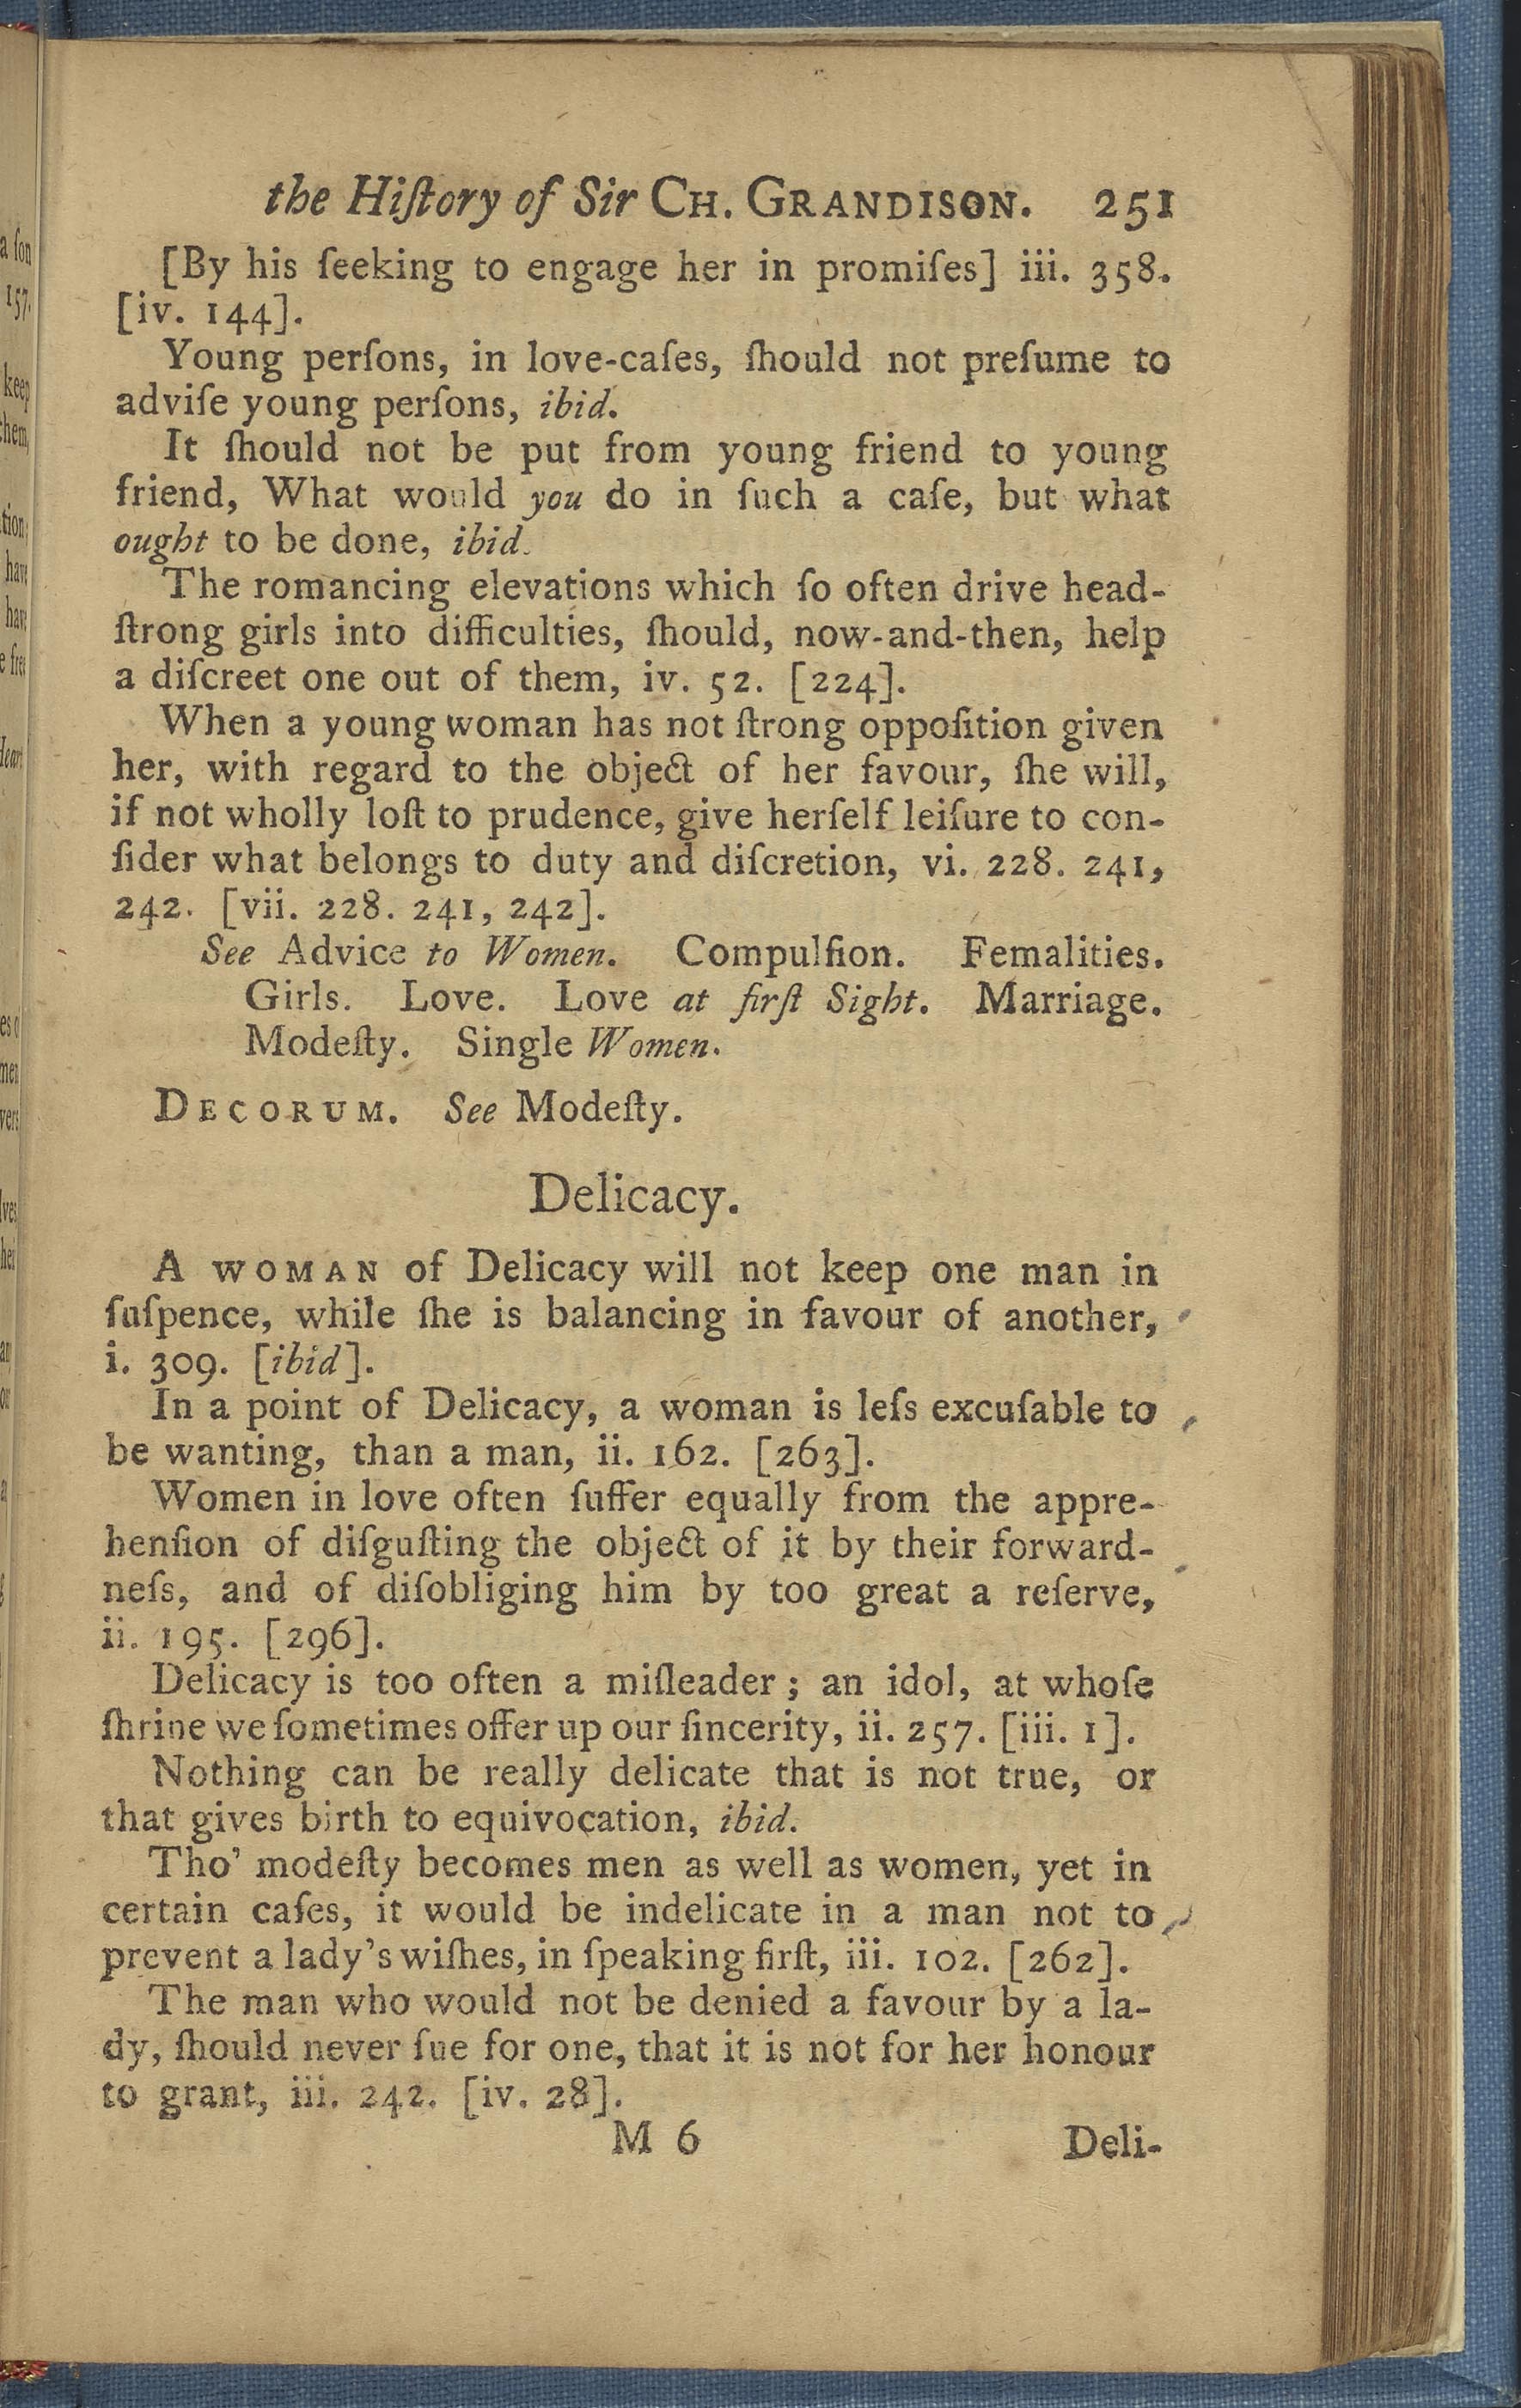 the Hiſtory of Sir CH. GRANDISON. 251
[By his ſeeking to engage her in promiſes] iii. 358.
[iv. 144].
Young perſons, in love-caſes, ſhould not preſume to
adviſe young perſons, ibid.
It ſhould not be put from young friend to young
friend, What would you do in ſuch a caſe, but what
ought to be done, ibid.
The romancing elevations which ſo often drive head-
ſtrong girls into difficulties, ſhould, now-and-then, help
a diſcreet one out of them, iv. 52. [224].
When a young woman has not ſtrong oppoſition given
her, with regard to the object of her favour, ſhe will,
if not wholly loſt to prudence, give herſelf leiſure to con-
ſider what belongs to duty and diſcretion, vi. 228. 241,
242. [vii. 228. 241, 242].
See Advice to Women. Compulſion. Femalities.
Girls. Love. Love at firſt Sight. Marriage.
Modeſty. Single Women.
DECORUM. See Modeſty.
Delicacy.
A WOMAN of Delicacy will not keep one man in
ſuſpence, while ſhe is balancing in favour of another,
i. 309. [ibid].
In a point of Delicacy, a woman is leſs excuſable to
be wanting, than a man, ii. 162. [263].
Women in love often ſuffer equally from the appre-
henſion of diſguſting the object of it by their forward-
neſs, and of diſobliging him by too great a reſerve,
ii. 195. [296].
Delicacy is too often a miſleader; an idol, at whoſe
ſhrine we ſometimes offer up our ſincerity, ii. 257. [iii. 1].
Nothing can be really delicate that is not true, or
that gives birth to equivocation, ibid.
Tho' modeſty becomes men as well as women, yet in
certain caſes, it would be indelicate in a man not to
prevent a lady's wiſhes, in ſpeaking firſt, iii. 102. [262].
The man who would not be denied a favour by a la-
dy, ſhould never ſue for one, that it is not for her honour
to grant, iii. 242. [iv. 28].
M 6 Deli-